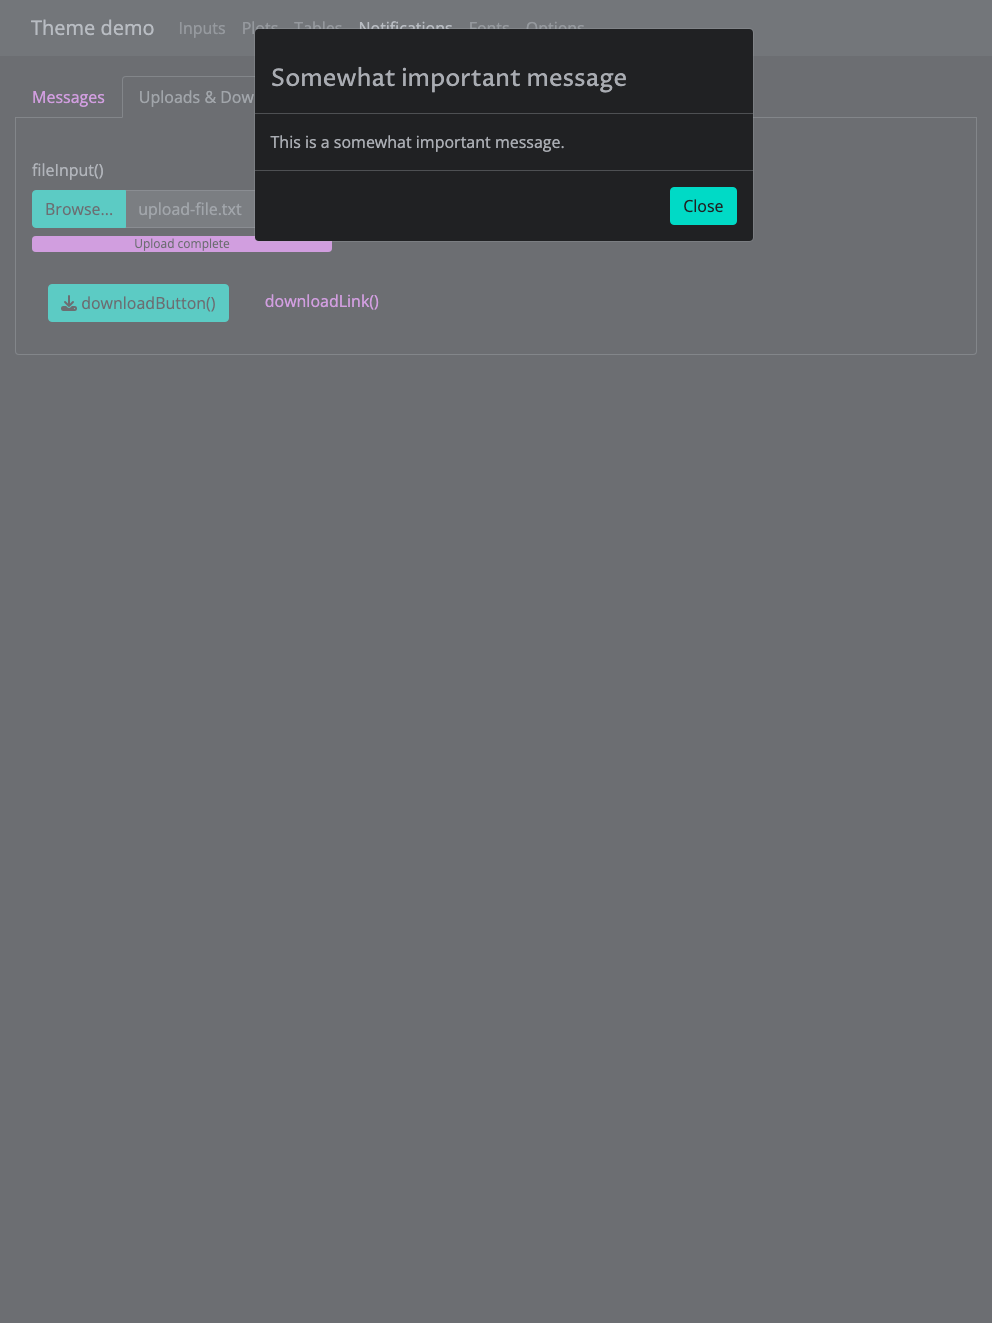 Theme demo Inputs Plots Tables Notifications Fonts Options
Somewhat important message
This is a somewhat important message.
Close
Messages Uploads & Dow
fileInput()
Browse... upload-file.txt
Upload complete
downloadButton() downloadLink()